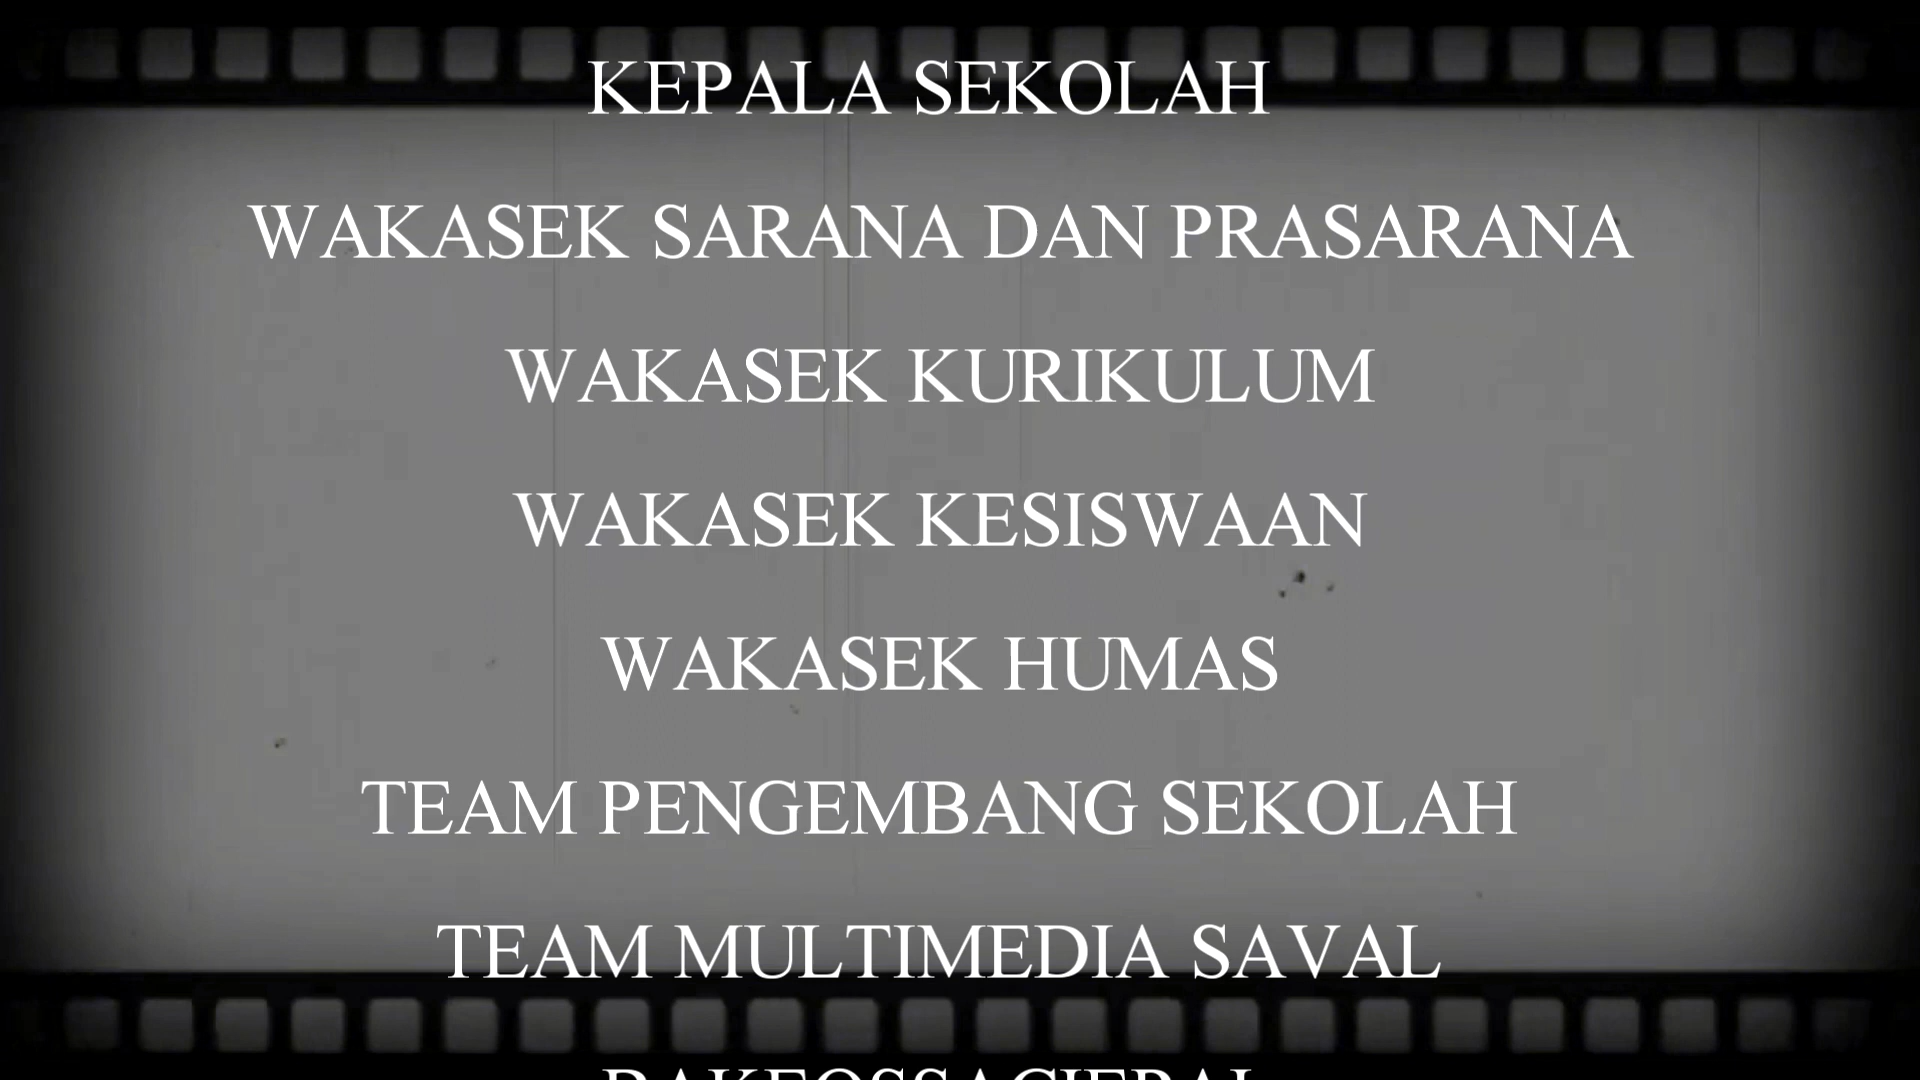 KEPALA SEKOLAH
WAKASEK SARANA DAN PRASARANA
WAKASEK KURIKULUM
WAKASEK KESISWAAN
WAKASEK HUMAS
TEAM PENGEMBANG SEKOLAH
TEAM MULTIMEDIA SAVAL